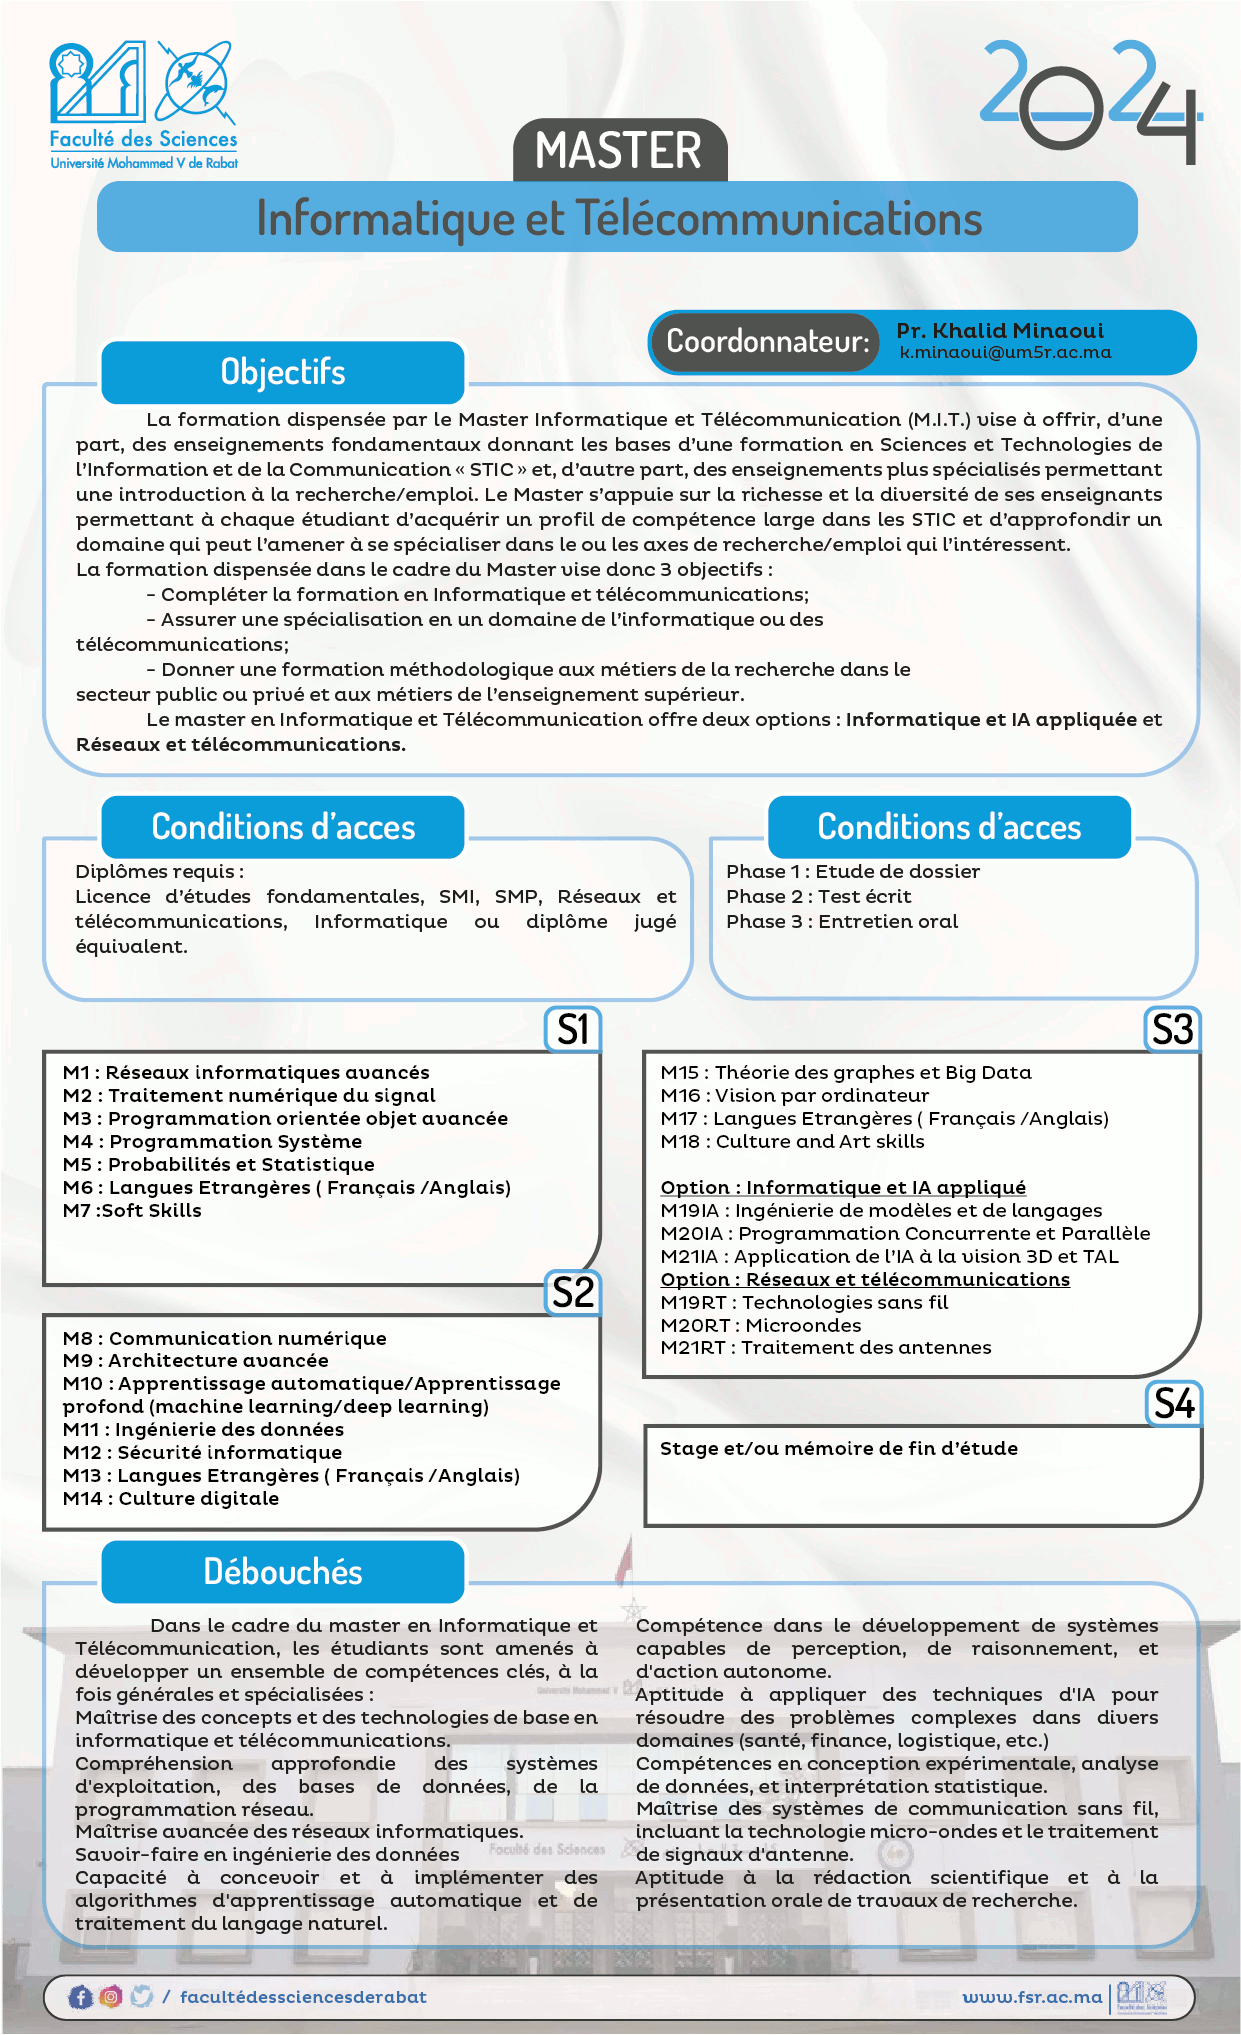 Faculté des Sciences
Université Mohammed V de Rabat
2024
MASTER
Informatique et Télécommunications
Coordonnateur:
Pr. Khalid Minaoui
k.minaoui@um5r.ac.ma
Objectifs
La formation dispensée par le Master Informatique et Télécommunication (M.I.T.) vise à offrir, d’une
part, des enseignements fondamentaux donnant les bases d’une formation en Sciences et Technologies de
l’Information et de la Communication « STIC » et, d’autre part, des enseignements plus spécialisés permettant
une introduction à la recherche/emploi. Le Master s’appuie sur la richesse et la diversité de ses enseignants
permettant à chaque étudiant d’acquérir un profil de compétence large dans les STIC et d’approfondir un
domaine qui peut l’amener à se spécialiser dans le ou les axes de recherche/emploi qui l’intéressent.
La formation dispensée dans le cadre du Master vise donc 3 objectifs :
- Compléter la formation en Informatique et télécommunications;
- Assurer une spécialisation en un domaine de l’informatique ou des
télécommunications;
- Donner une formation méthodologique aux métiers de la recherche dans le
secteur public ou privé et aux métiers de l’enseignement supérieur.
Le master en Informatique et Télécommunication offre deux options : Informatique et IA appliquée et
Réseaux et télécommunications.
Conditions d’acces
Diplômes requis :
Licence d’études fondamentales, SMI, SMP, Réseaux et
télécommunications, Informatique ou diplôme jugé
équivalent.
Conditions d’acces
Phase 1 : Etude de dossier
Phase 2 : Test écrit
Phase 3 : Entretien oral
S1
M1 : Réseaux informatiques avancés
M2 : Traitement numérique du signal
M3 : Programmation orientée objet avancée
M4 : Programmation Système
M5 : Probabilités et Statistique
M6 : Langues Etrangères ( Français /Anglais)
M7 :Soft Skills
S2
M8 : Communication numérique
M9 : Architecture avancée
M10 : Apprentissage automatique/Apprentissage
profond (machine learning/deep learning)
M11 : Ingénierie des données
M12 : Sécurité informatique
M13 : Langues Etrangères ( Français /Anglais)
M14 : Culture digitale
S3
M15 : Théorie des graphes et Big Data
M16 : Vision par ordinateur
M17 : Langues Etrangères ( Français /Anglais)
M18 : Culture and Art skills
Option : Informatique et IA appliqué
M19IA : Ingénierie de modèles et de langages
M20IA : Programmation Concurrente et Parallèle
M21IA : Application de l’IA à la vision 3D et TAL
Option : Réseaux et télécommunications
M19RT : Technologies sans fil
M20RT : Microondes
M21RT : Traitement des antennes
S4
Stage et/ou mémoire de fin d’étude
Débouchés
Dans le cadre du master en Informatique et
Télécommunication, les étudiants sont amenés à
développer un ensemble de compétences clés, à la
fois générales et spécialisées :
Maîtrise des concepts et des technologies de base en
informatique et télécommunications.
Compréhension approfondie des systèmes
d'exploitation, des bases de données, de la
programmation réseau.
Maîtrise avancée des réseaux informatiques.
Savoir-faire en ingénierie des données
Capacité à concevoir et à implémenter des
algorithmes d'apprentissage automatique et de
traitement du langage naturel.
Compétence dans le développement de systèmes
capables de perception, de raisonnement, et
d'action autonome.
Aptitude à appliquer des techniques d'IA pour
résoudre des problèmes complexes dans divers
domaines (santé, finance, logistique, etc.)
Compétences en conception expérimentale, analyse
de données, et interprétation statistique.
Maîtrise des systèmes de communication sans fil,
incluant la technologie micro-ondes et le traitement
de signaux d'antenne.
Aptitude à la rédaction scientifique et à la
présentation orale de travaux de recherche.
Université Mohammed V
Faculté des Sciences
/ facultédessciencesderabat
www.fsr.ac.ma
Faculté des Sciences